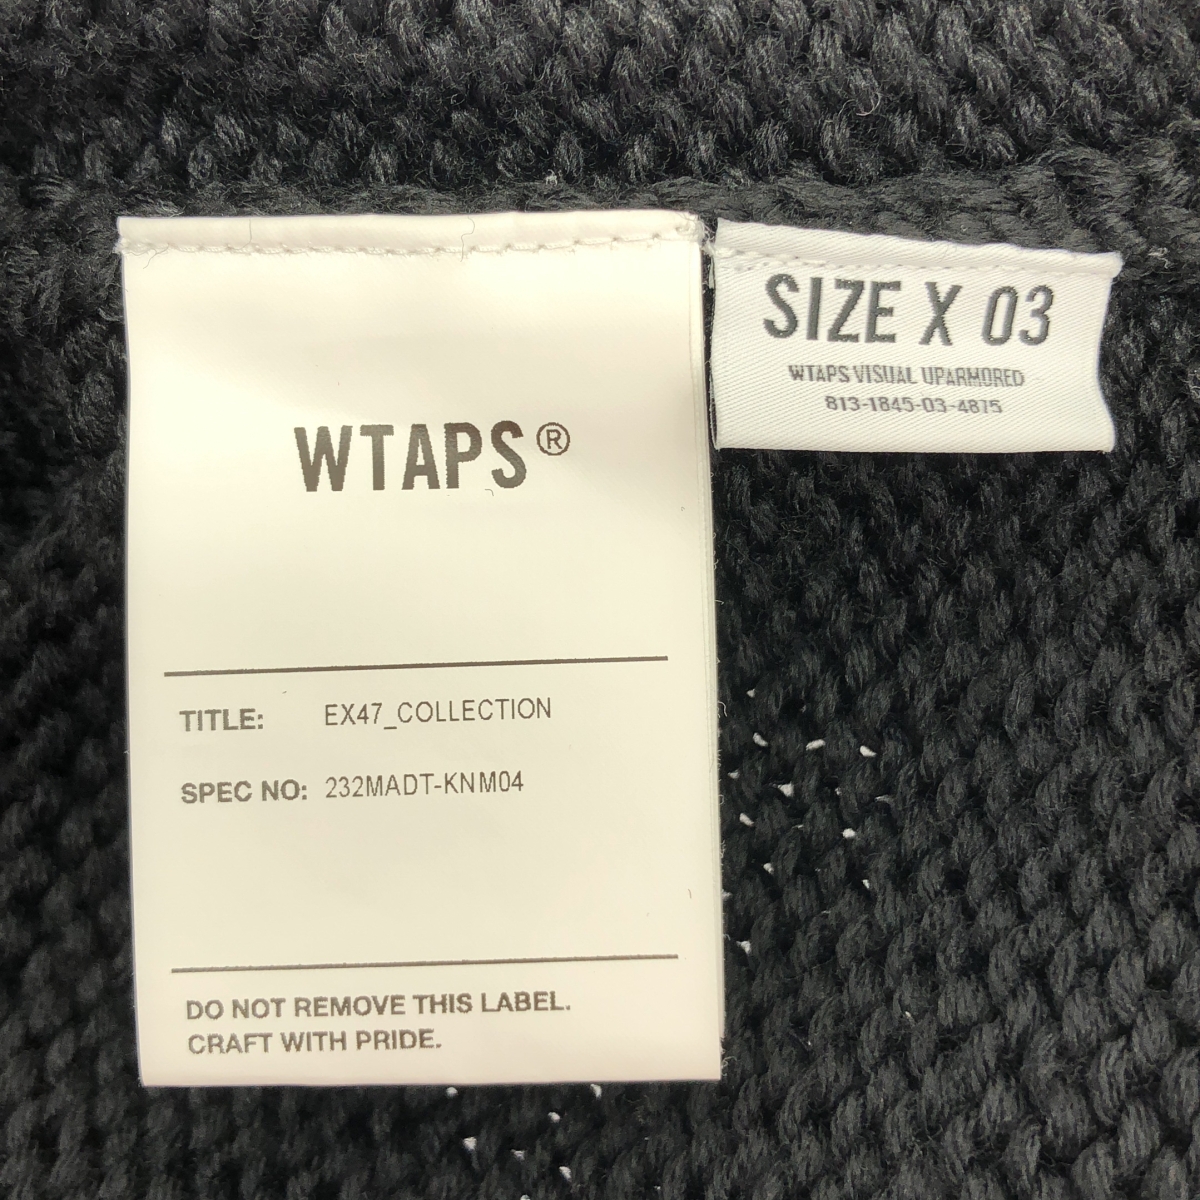 WTAPS®
TITLE: EX47_COLLECTION
SPEC NO: 232MADT-KNM04
DO NOT REMOVE THIS LABEL.
CRAFT WITH PRIDE.
SIZE X 03
WTAPS VISUAL UPARMORED
813-1845-03-4875